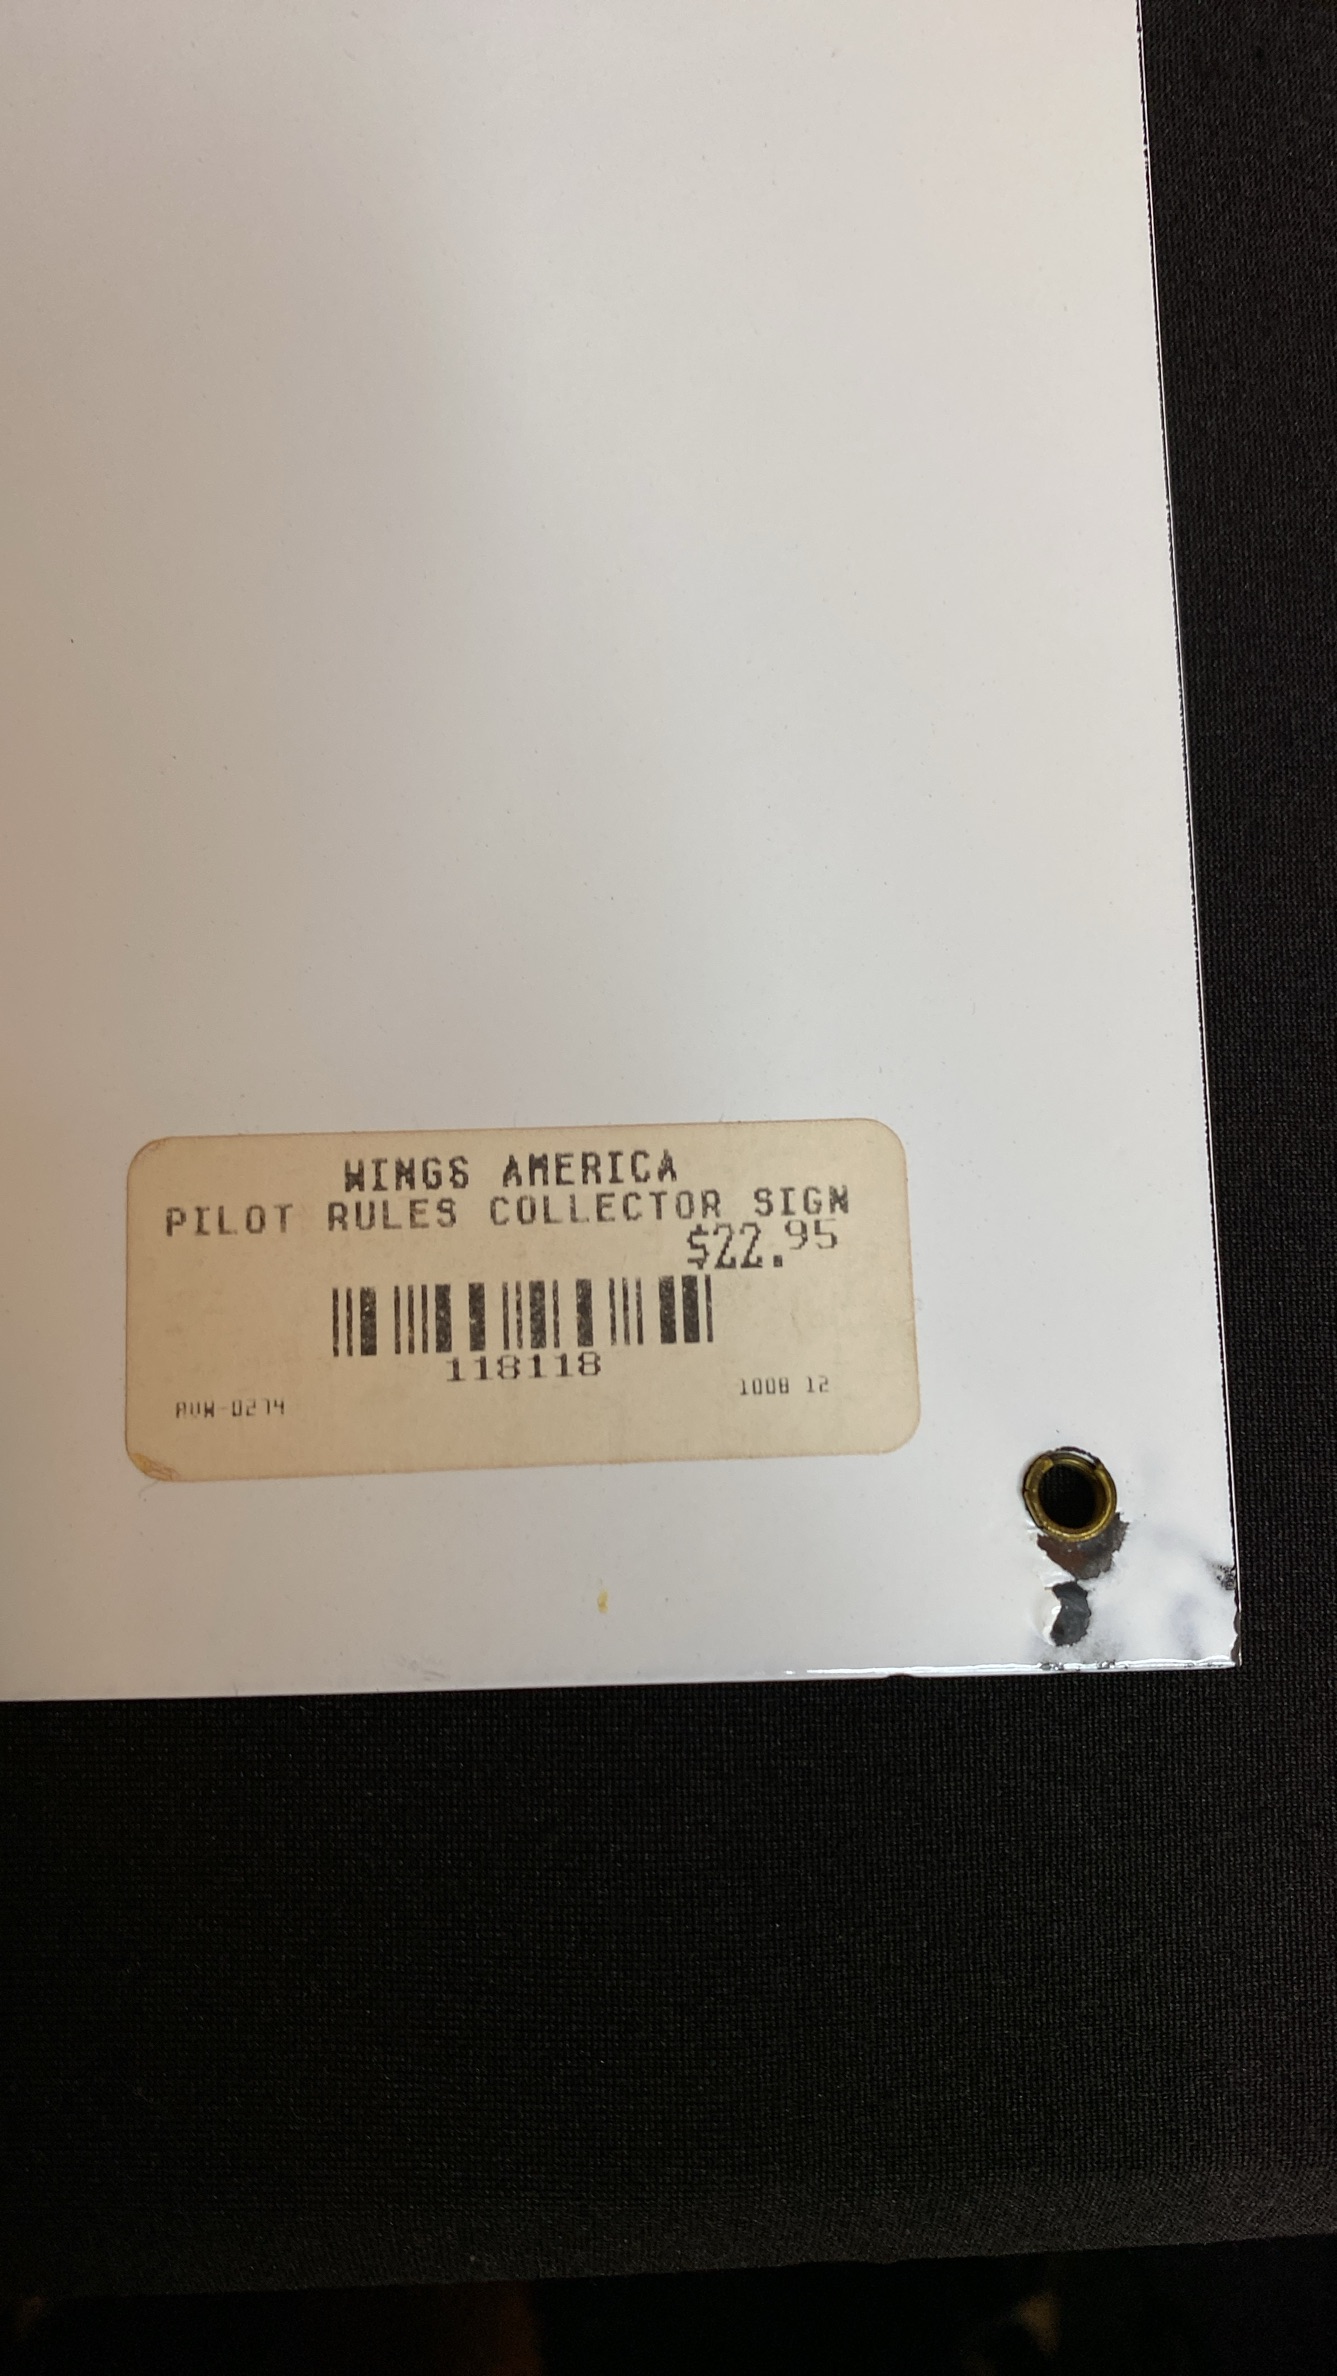 WINGS AMERICA
PILOT RULES COLLECTOR SIGN
$22.95
118118
1008 12
AVW-0274